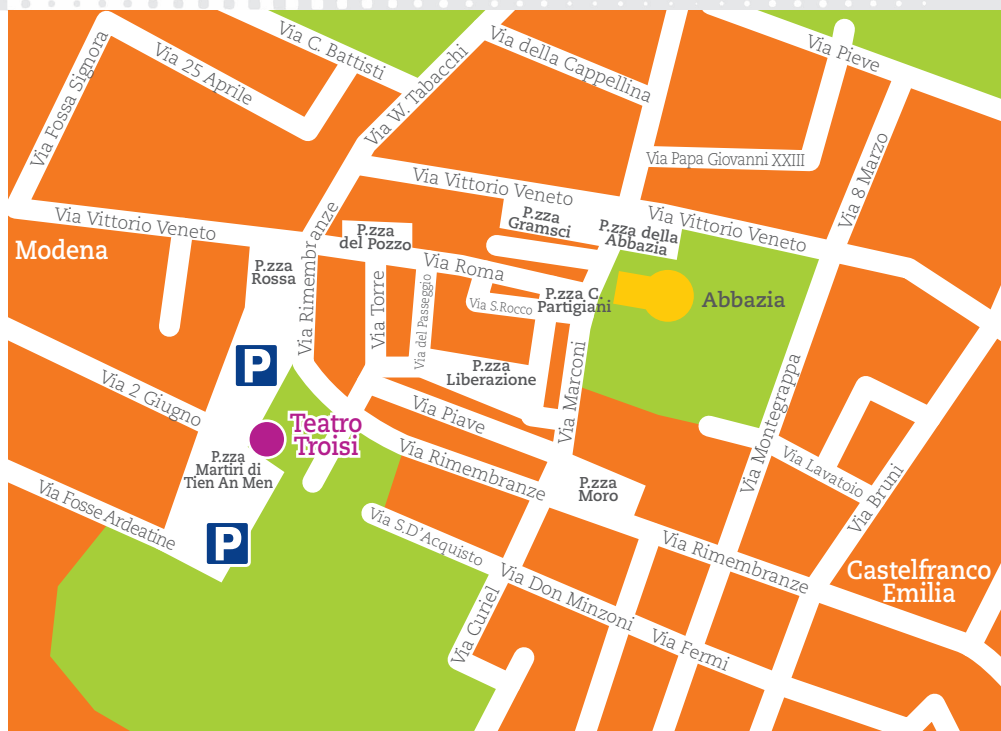 Via C. Battisti
Via Fossa Signora
Via 25 Aprile
Via W. Tabacchi
Via della Cappellina
Via Pieve
Via Papa Giovanni XXIII
Via 8 Marzo
Via Vittorio Veneto
Via Vittorio Veneto
Via Vittorio Veneto
P.zza
Gramsci
P.zza della
Abbazia
Modena
P.zza
del Pozzo
P.zza
Rossa
Via Rimembranze
Via Roma
Via Torre
Via del Passeggio
Via S.Rocco
P.zza C.
Partigiani
Abbazia
P
P.zza
Liberazione
Via Marconi
Via Montegrappa
Via 2 Giugno
Teatro
Troisi
Via Piave
Via Rimembranze
P.zza
Martiri di
Tien An Men
P.zza
Moro
Via Lavatoio
Via Bruni
Via Fosse Ardeatine
P
Via S.D'Acquisto
Via Rimembranze
Castelfranco
Emilia
Via Don Minzoni
Via Curiel
Via Fermi